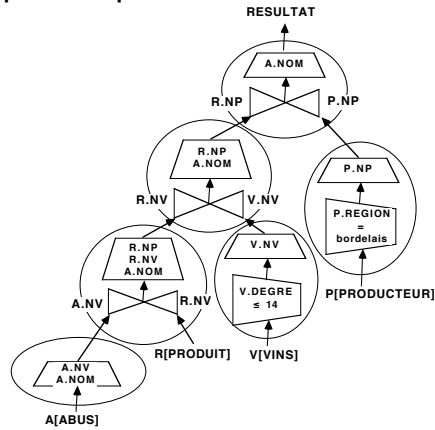 RESULTAT
A.NOM
R.NP P.NP
R.NP
A.NOM
P.NP
R.NV V.NV
P.REGION
=
bordelais
R.NP
R.NV
A.NOM
V.NV
A.NV R.NV
V.DEGRE
≤ 14
P[PRODUCTEUR]
R[PRODUIT] V[VINS]
A.NV
A.NOM
A[ABUS]